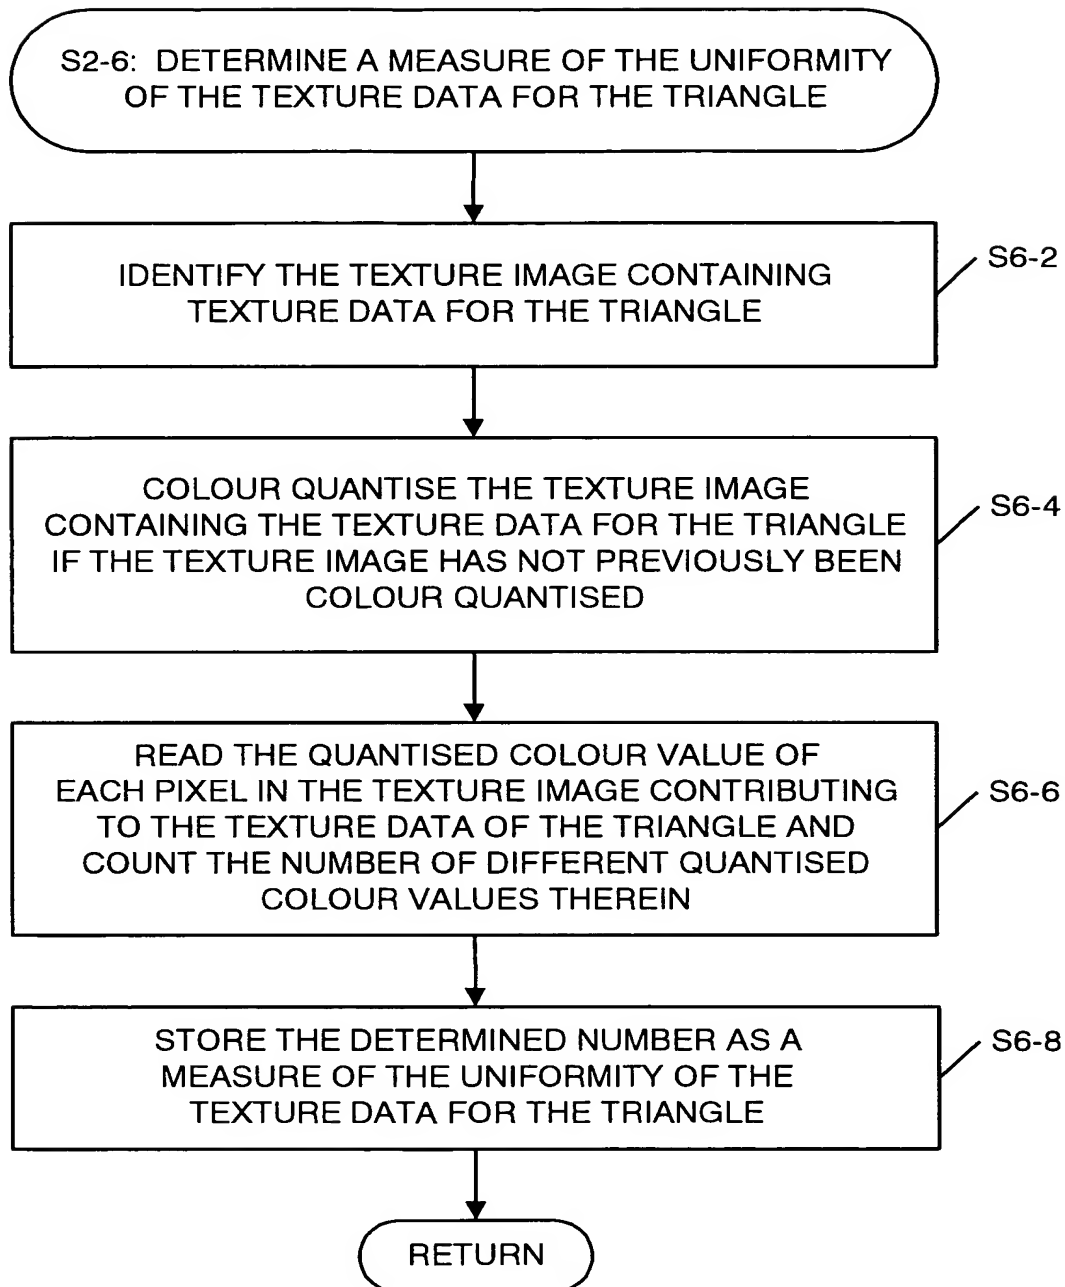 S2-6: DETERMINE A MEASURE OF THE UNIFORMITY
OF THE TEXTURE DATA FOR THE TRIANGLE
IDENTIFY THE TEXTURE IMAGE CONTAINING
TEXTURE DATA FOR THE TRIANGLE
S6-2
COLOUR QUANTISE THE TEXTURE IMAGE
CONTAINING THE TEXTURE DATA FOR THE TRIANGLE
IF THE TEXTURE IMAGE HAS NOT PREVIOUSLY BEEN
COLOUR QUANTISED
S6-4
READ THE QUANTISED COLOUR VALUE OF
EACH PIXEL IN THE TEXTURE IMAGE CONTRIBUTING
TO THE TEXTURE DATA OF THE TRIANGLE AND
COUNT THE NUMBER OF DIFFERENT QUANTISED
COLOUR VALUES THEREIN
S6-6
STORE THE DETERMINED NUMBER AS A
MEASURE OF THE UNIFORMITY OF THE
TEXTURE DATA FOR THE TRIANGLE
S6-8
RETURN